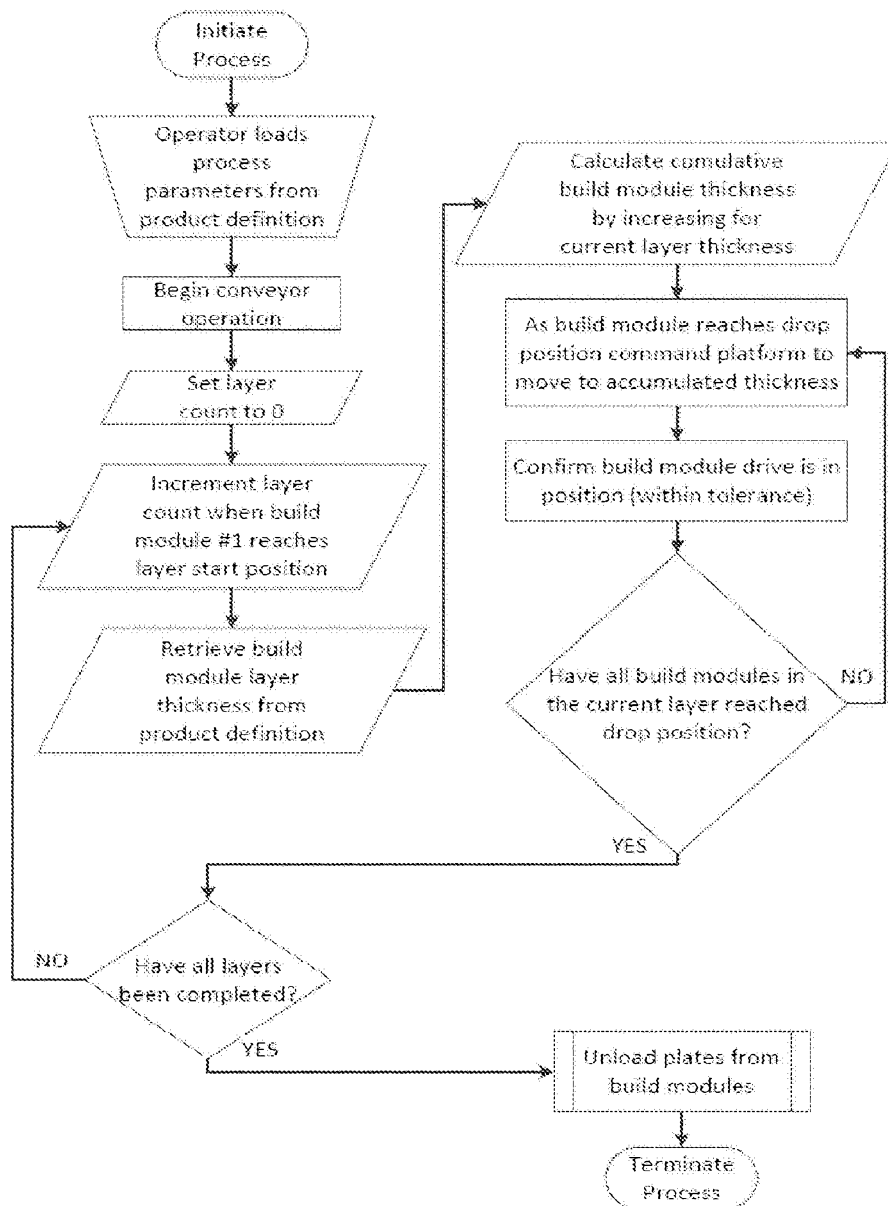 Initiate
Process
Operator loads
process
parameters from
product definition
Begin conveyor
operation
Set layer
count to 0
Increment layer
count when build
module #1 reaches
layer start position
Retrieve build
module layer
thickness from
product definition
Calculate cumulative
build module thickness
by increasing for
current layer thickness
As build module reaches drop
position command platform to
move to accumulated thickness
Confirm build module drive is in
position (within tolerance)
Have all build modules in
the current layer reached
drop position?
NO
YES
Have all layers
been completed?
NO
YES
Unload plates from
build modules
Terminate
Process